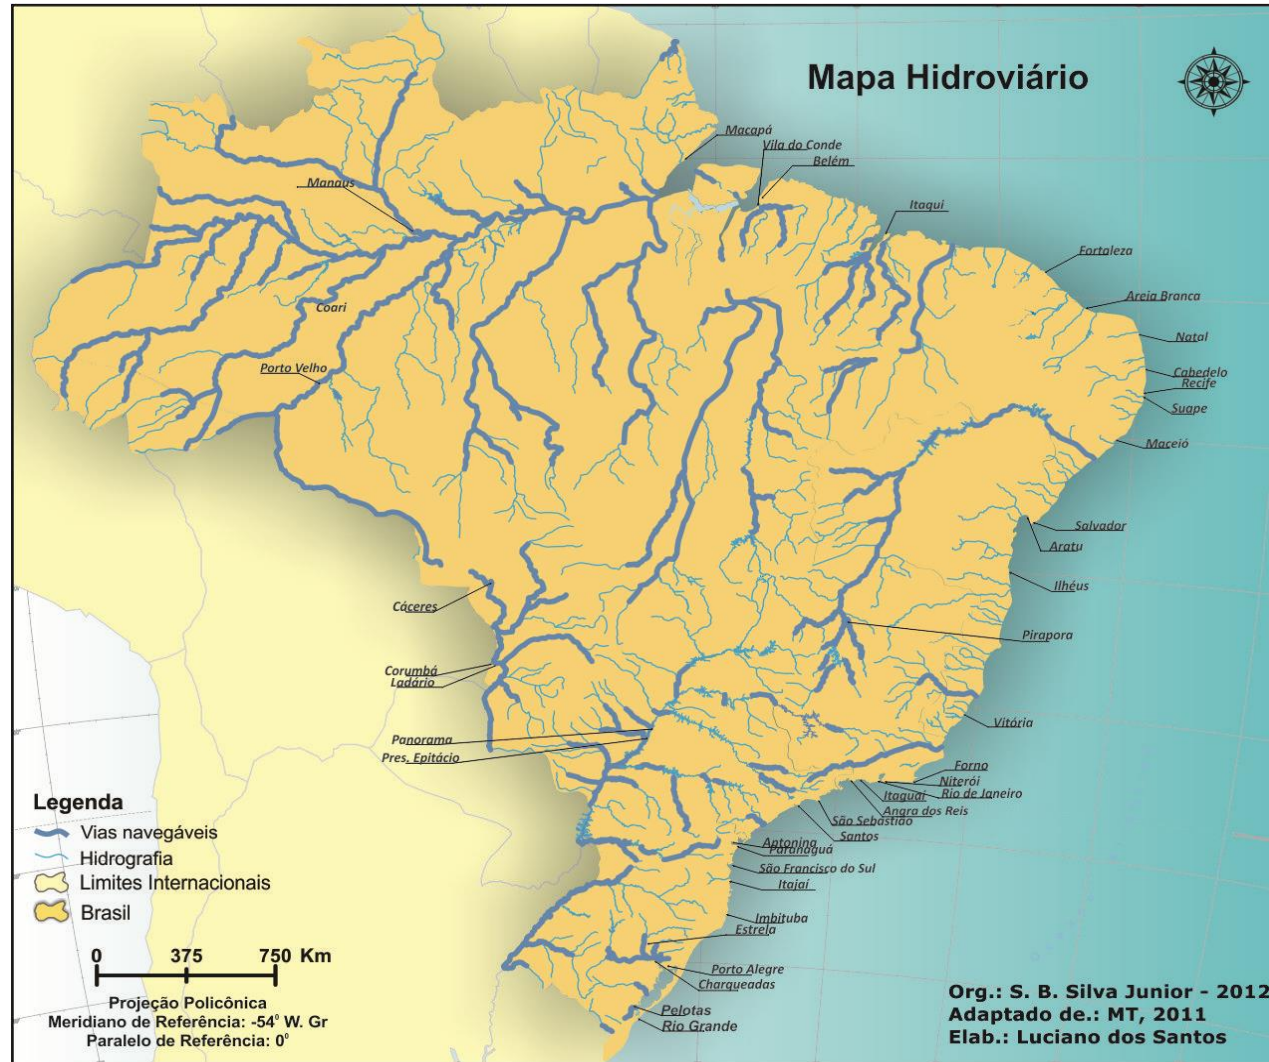 Mapa Hidroviário
Macapá
Vila do Conde
Belém
Manaus
Itaqui
Fortaleza
Areia Branca
Coari
Natal
Porto Velho
Cabedelo
Recife
Suape
Maceió
Salvador
Aratu
Ilhéus
Cáceres
Pirapora
Corumbá
Ladário
Vitória
Panorama
Pres. Epitácio
Forno
Niterói
Rio de Janeiro
Itaguaí
Angra dos Reis
São Sebastião
Santos
Antonina
Paranaguá
São Francisco do Sul
Itajaí
Imbituba
Estrela
Porto Alegre
Charqueadas
Pelotas
Rio Grande
Legenda
Vias navegáveis
Hidrografia
Limites Internacionais
Brasil
0 375 750 Km
Projeção Policônica
Meridiano de Referência: -54° W. Gr
Paralelo de Referência: 0°
Org.: S. B. Silva Junior - 2012
Adaptado de.: MT, 2011
Elab.: Luciano dos Santos